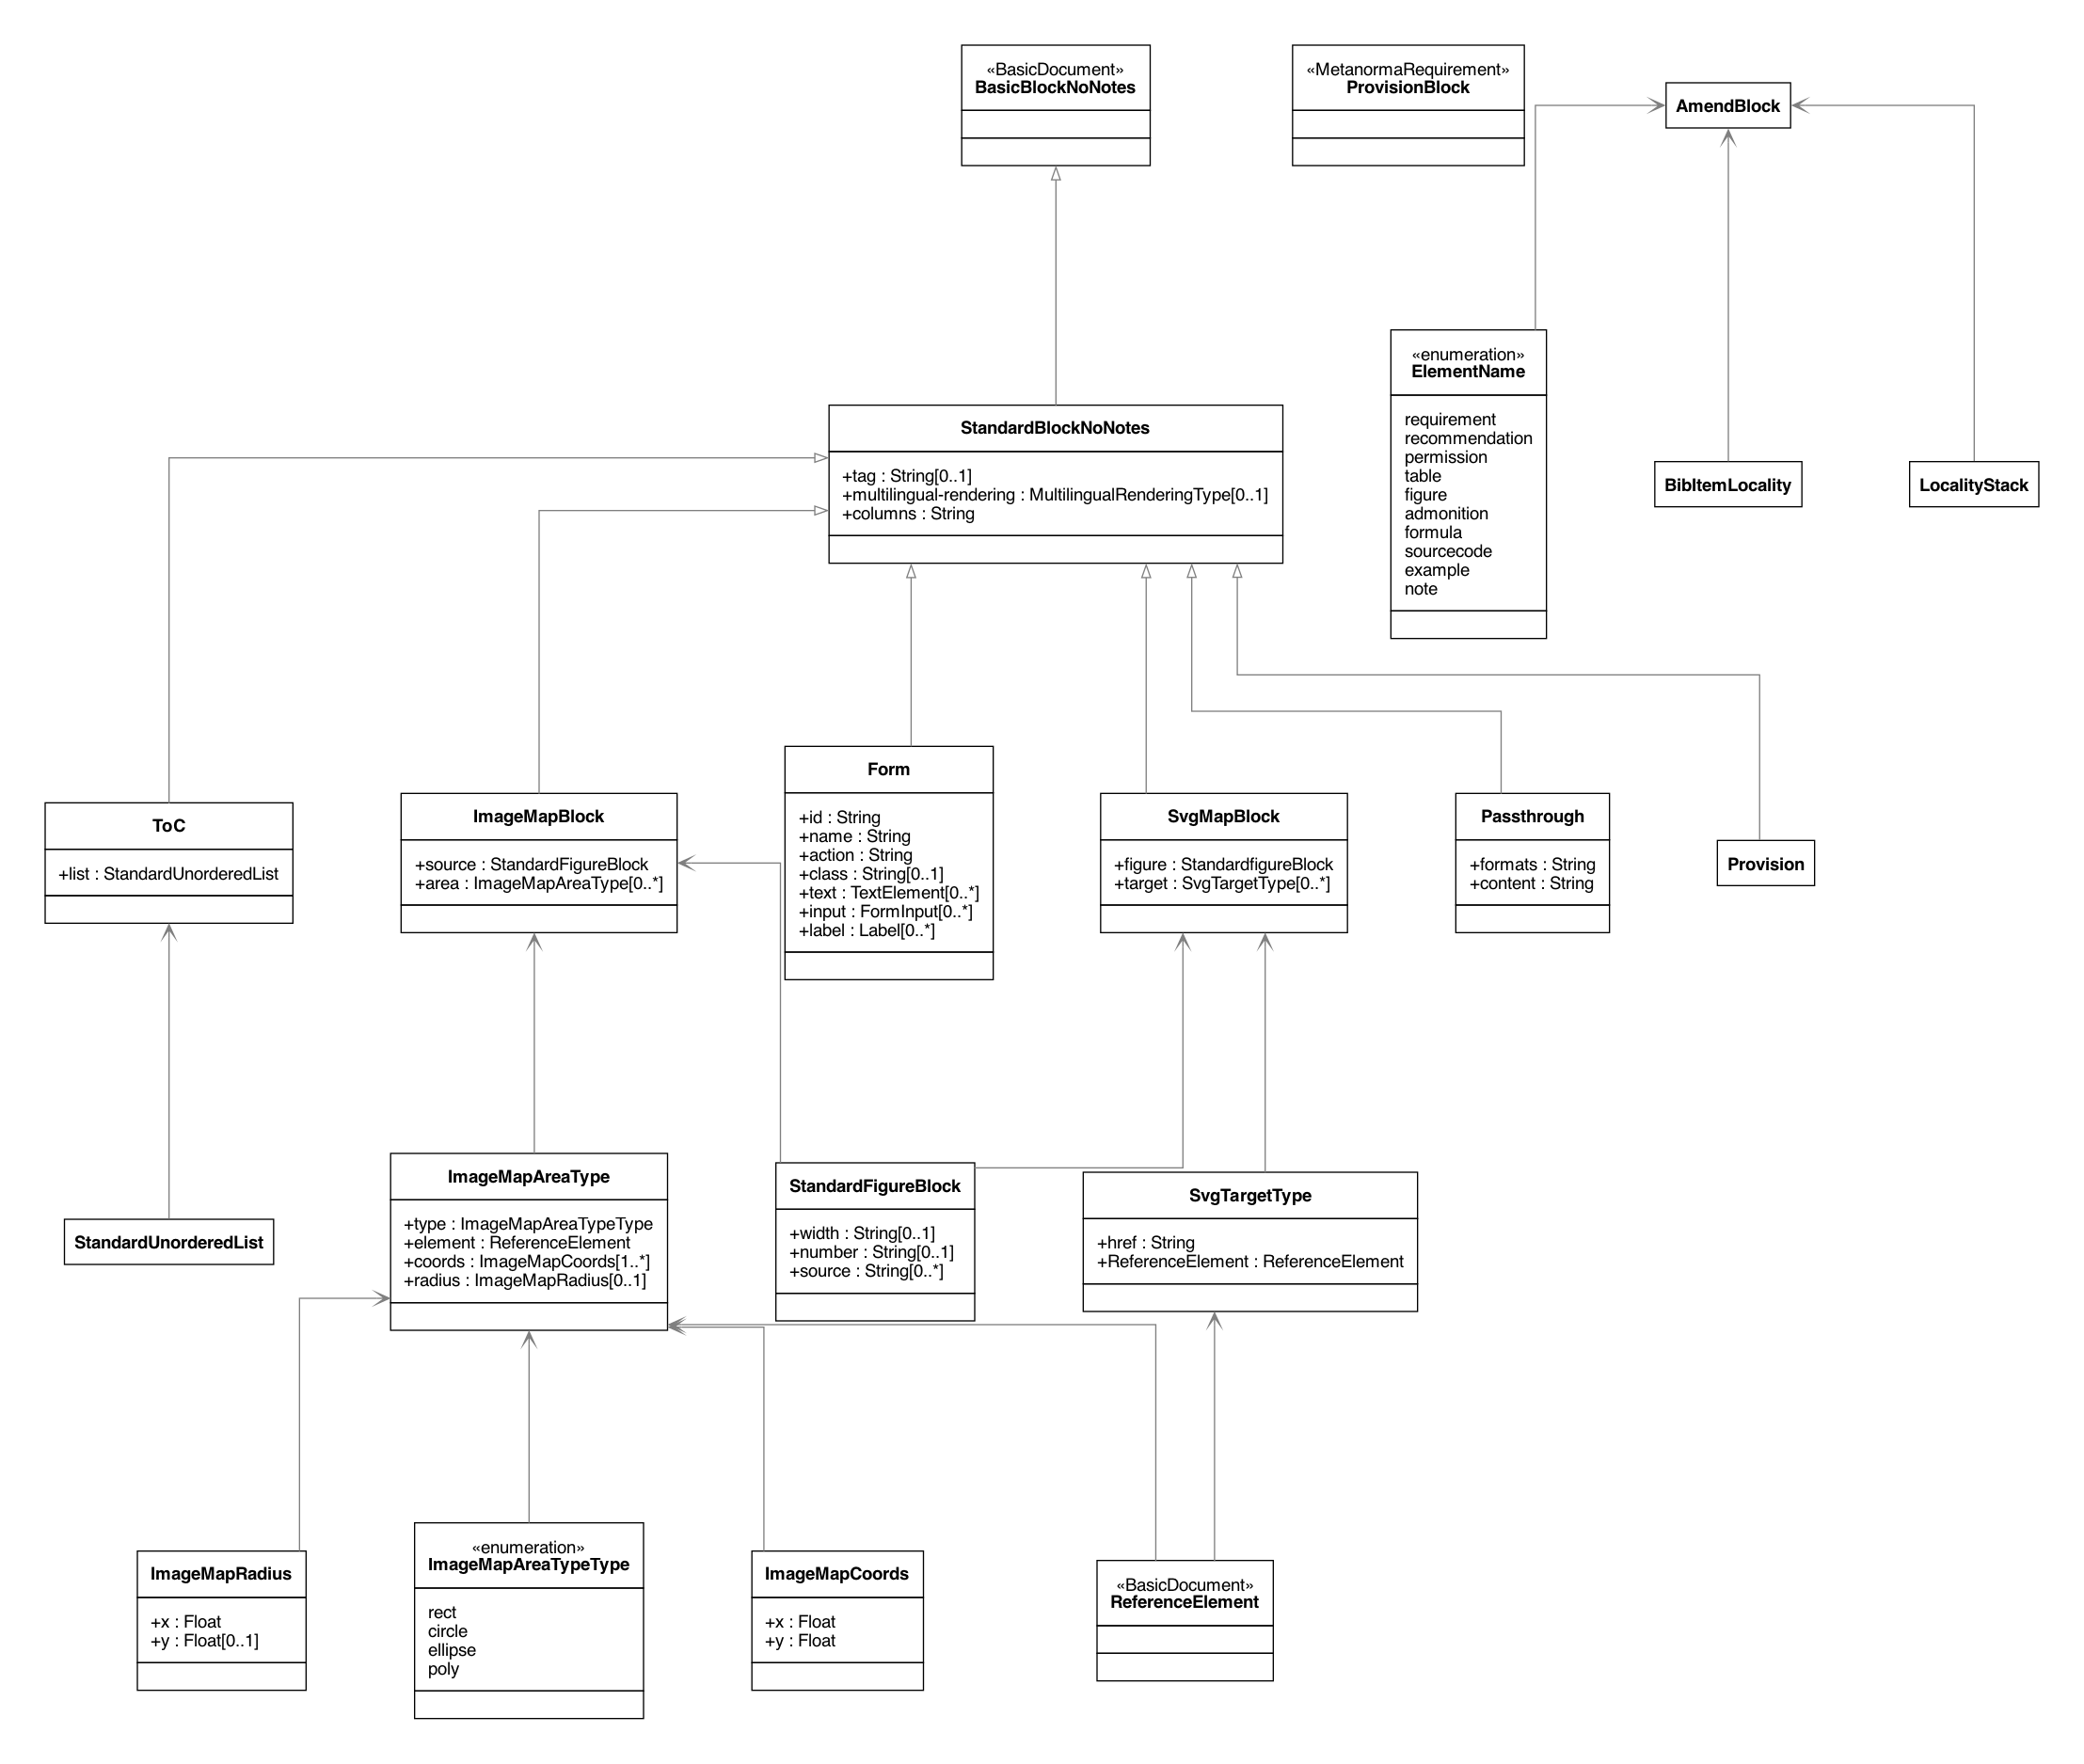 «BasicDocument»
BasicBlockNoNotes
«MetanormaRequirement»
ProvisionBlock
AmendBlock
«enumeration»
ElementName
requirement
recommendation
permission
table
figure
admonition
formula
sourcecode
example
note
BibItemLocality
LocalityStack
StandardBlockNoNotes
+tag : String[0..1]
+multilingual-rendering : MultilingualRenderingType[0..1]
+columns : String
ToC
+list : StandardUnorderedList
ImageMapBlock
+source : StandardFigureBlock
+area : ImageMapAreaType[0..*]
Form
+id : String
+name : String
+action : String
+class : String[0..1]
+text : TextElement[0..*]
+input : FormInput[0..*]
+label : Label[0..*]
SvgMapBlock
+figure : StandardfigureBlock
+target : SvgTargetType[0..*]
Passthrough
+formats : String
+content : String
Provision
StandardUnorderedList
ImageMapAreaType
+type : ImageMapAreaTypeType
+element : ReferenceElement
+coords : ImageMapCoords[1..*]
+radius : ImageMapRadius[0..1]
StandardFigureBlock
+width : String[0..1]
+number : String[0..1]
+source : String[0..*]
SvgTargetType
+href : String
+ReferenceElement : ReferenceElement
ImageMapRadius
+x : Float
+y : Float[0..1]
«enumeration»
ImageMapAreaTypeType
rect
circle
ellipse
poly
ImageMapCoords
+x : Float
+y : Float
«BasicDocument»
ReferenceElement